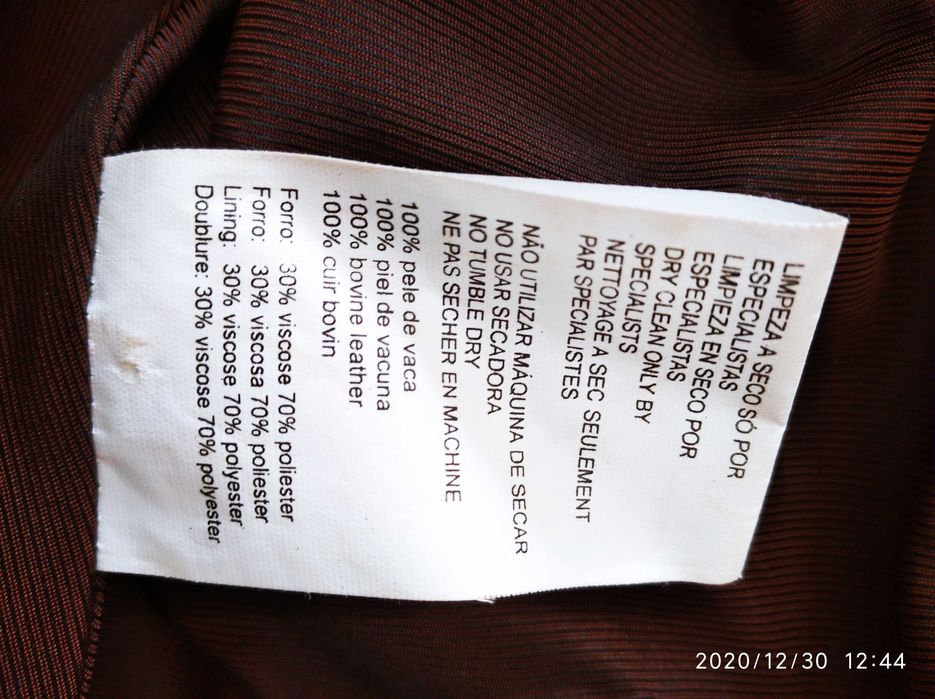 LIMPEZA A SECO SÓ POR
ESPECIALISTAS
LIMPIEZA EN SECO POR
ESPECIALISTAS
DRY CLEAN ONLY BY
SPECIALISTS
NETTOYAGE A SEC SEULEMENT
PAR SPECIALISTES
NÃO UTILIZAR MÁQUINA DE SECAR
NO USAR SECADORA
NO TUMBLE DRY
NE PAS SECHER EN MACHINE
100% pele de vaca
100% piel de vacuna
100% bovine leather
100% cuir bovin
Forro: 30% viscose 70% poliester
Forro: 30% viscosa 70% poliester
Lining: 30% viscose 70% polyester
Doublure: 30% viscose 70% polyester
2020/12/30 12:44